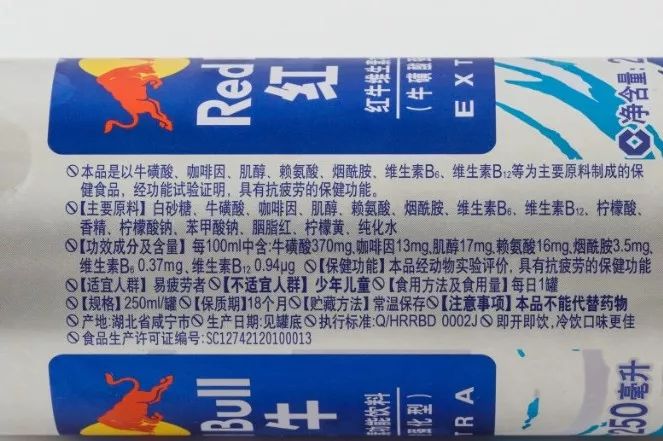 Red
红
红牛维生素
(牛磺酸
EXT
净含量:2
⦸本品是以牛磺酸、咖啡因、肌醇、赖氨酸、烟酰胺、维生素B₆、维生素B₁₂等为主要原料制成的保
健食品，经功能试验证明，具有抗疲劳的保健功能。
⦸【主要原料】白砂糖、牛磺酸、咖啡因、肌醇、赖氨酸、烟酰胺、维生素B₆、维生素B₁₂、柠檬酸、
香精、柠檬酸钠、苯甲酸钠、胭脂红、柠檬黄、纯化水
⦸【功效成分及含量】每100ml中含:牛磺酸370mg,咖啡因13mg,肌醇17mg,赖氨酸16mg,烟酰胺3.5mg,
维生素B₆ 0.37mg、维生素B₁₂ 0.94μg ⦸【保健功能】本品经动物实验评价,具有抗疲劳的保健功能
⦸【适宜人群】易疲劳者⦸【不适宜人群】少年儿童⦸【食用方法及食用量】每日1罐
⦸【规格】250ml/罐⦸【保质期】18个月⦸【贮藏方法】常温保存⦸【注意事项】本品不能代替药物
⦸产地:湖北省咸宁市⦸生产日期:见罐底⦸执行标准:Q/HRRBD 0002J⦸即开即饮,冷饮口味更佳
⦸食品生产许可证编号:SC12742120100013
Bull
牛
能饮料
强化型)
TRA
250毫升